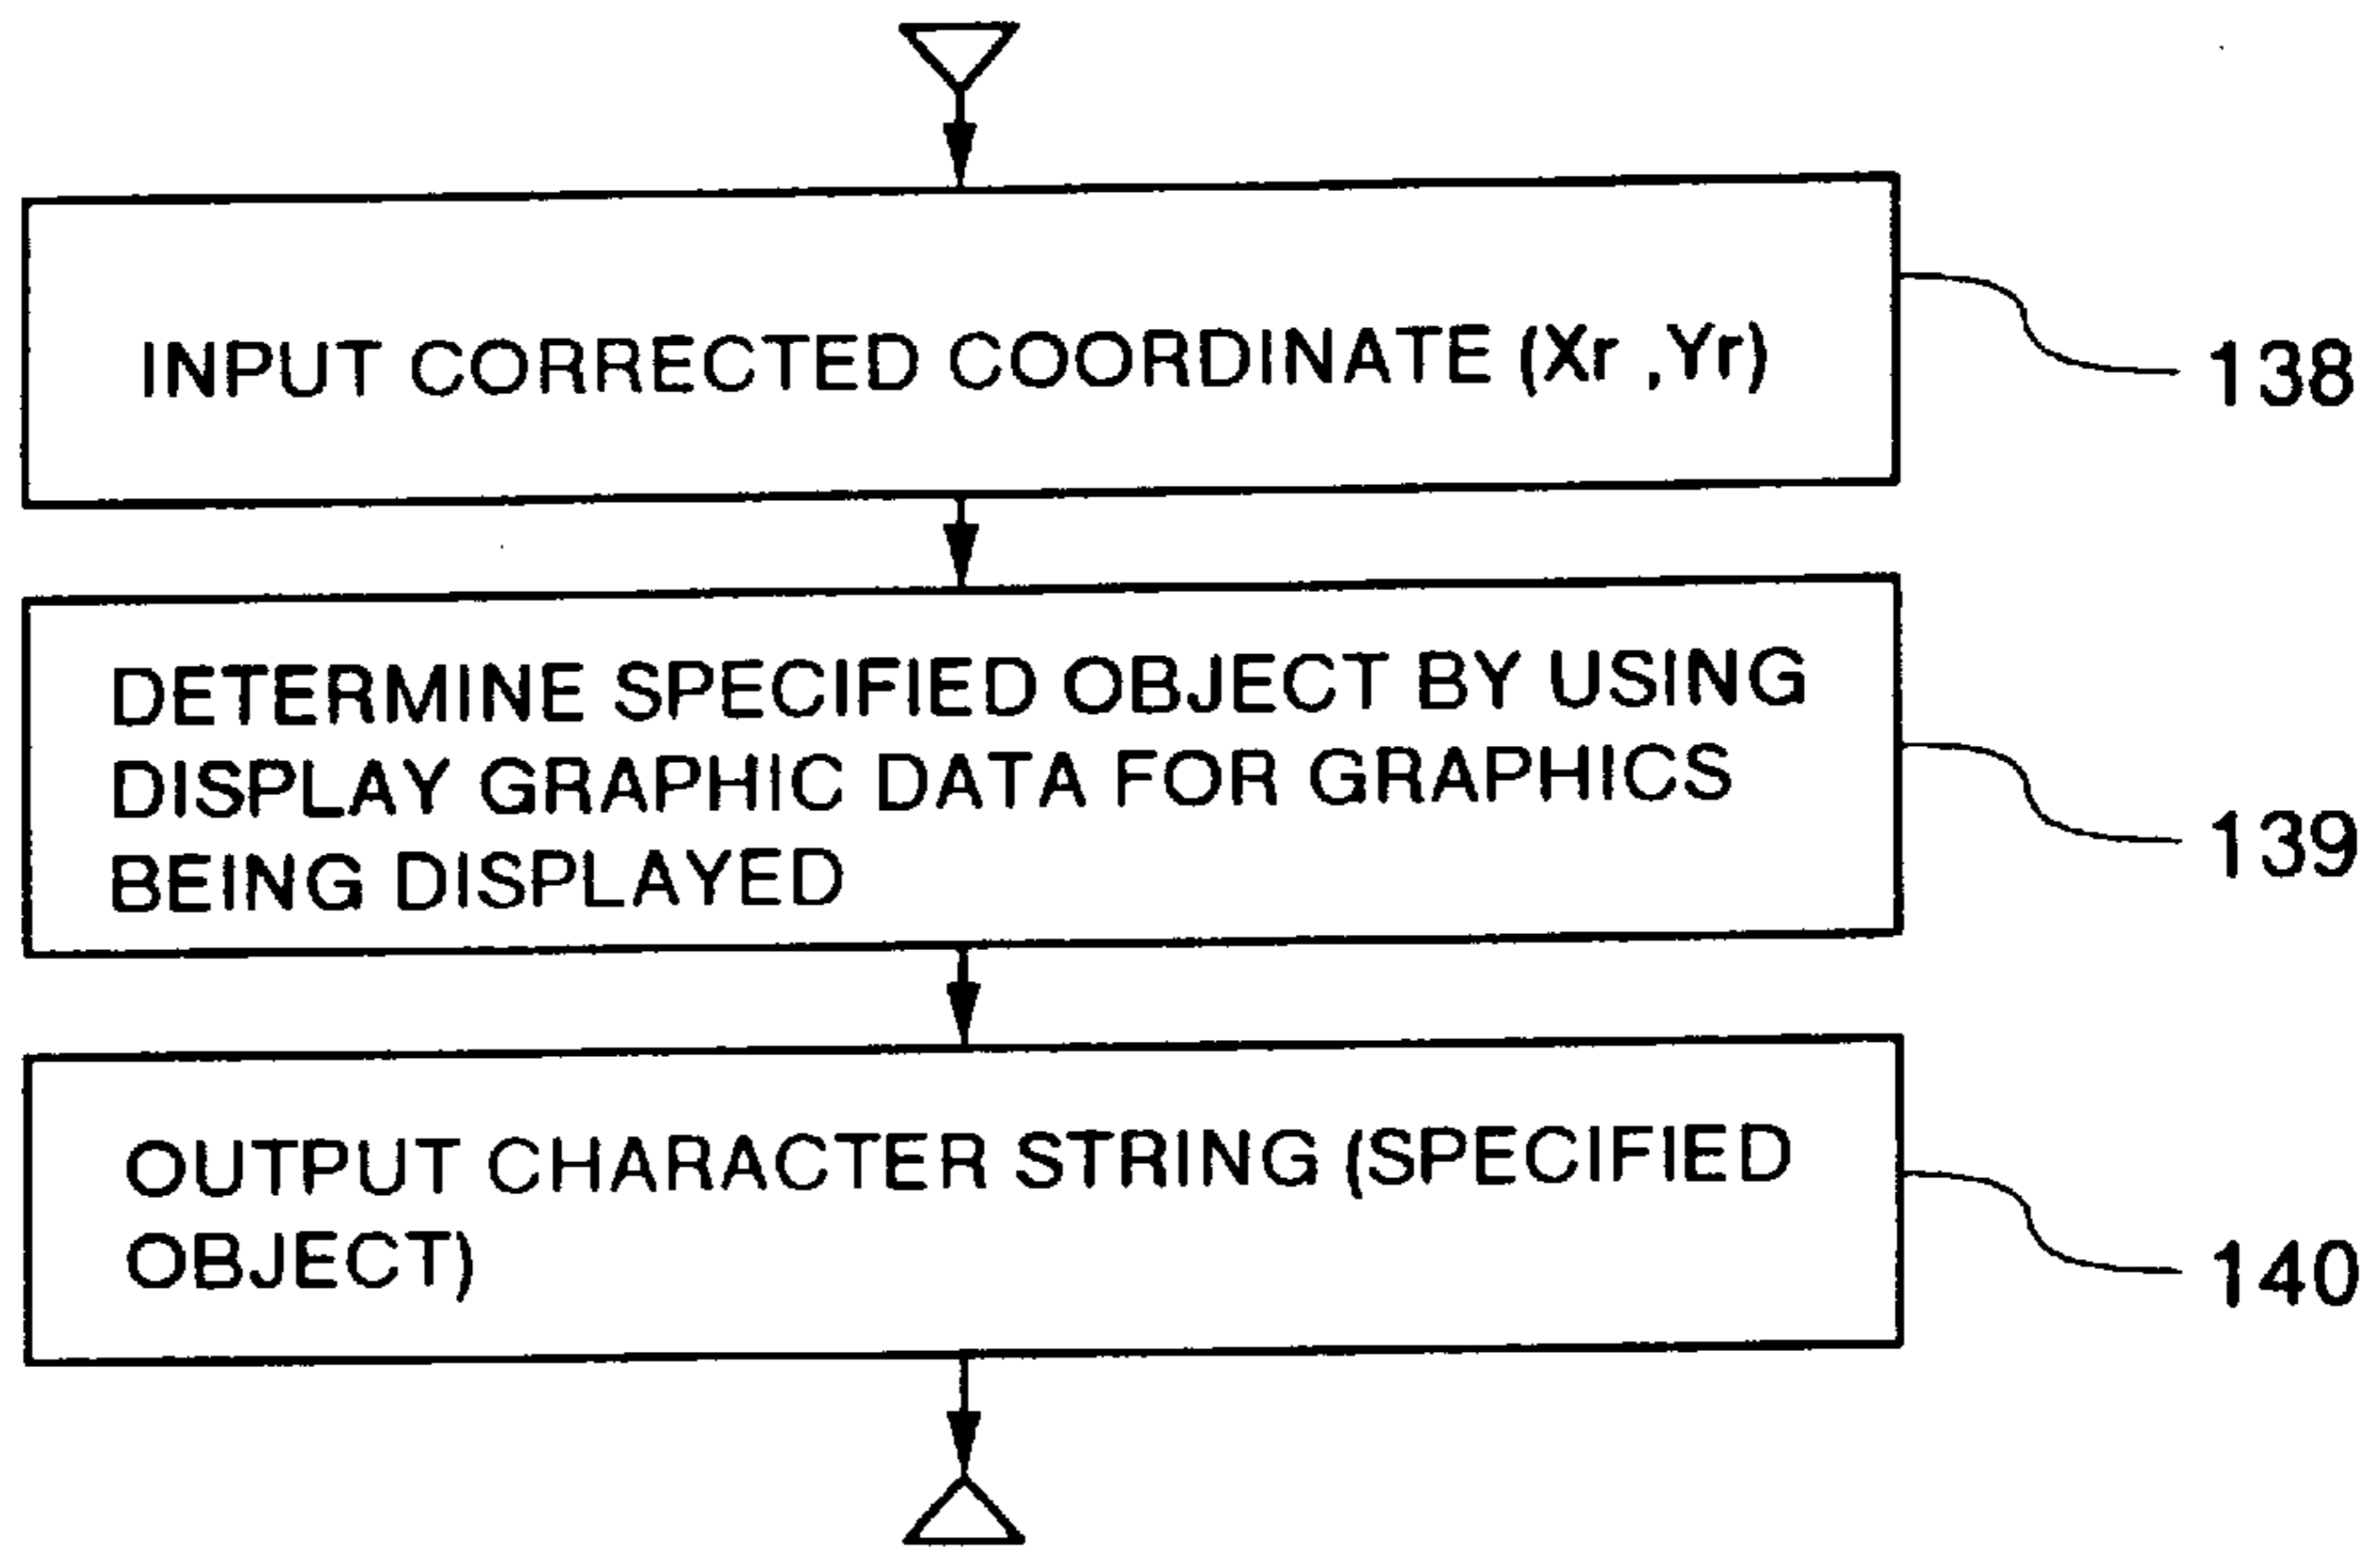 INPUT CORRECTED COORDINATE (Xr ,Yr)
138
DETERMINE SPECIFIED OBJECT BY USING
DISPLAY GRAPHIC DATA FOR GRAPHICS
BEING DISPLAYED
139
OUTPUT CHARACTER STRING (SPECIFIED
OBJECT)
140